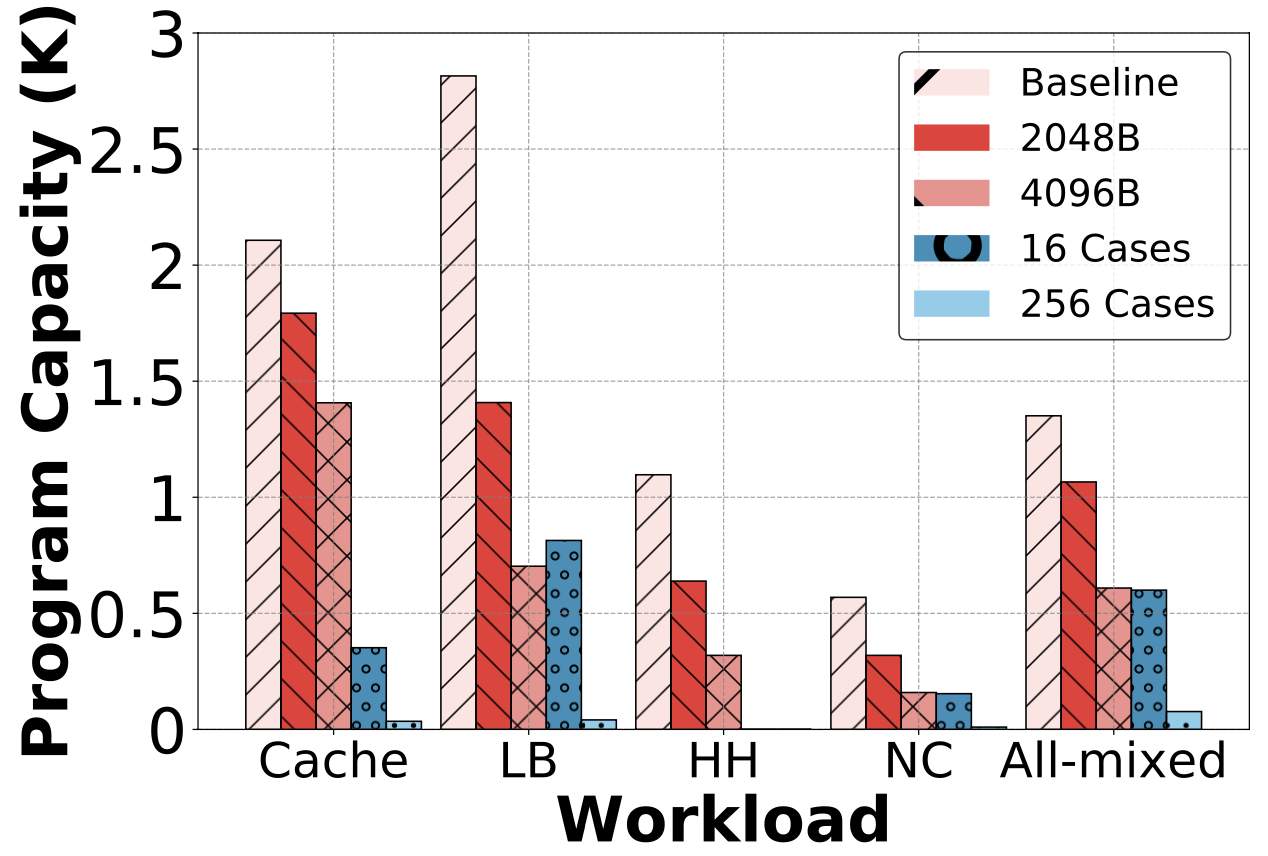 Program Capacity (K)
3
2.5
2
1.5
1
0.5
0
Baseline
2048B
4096B
16 Cases
256 Cases
Cache LB HH NC All-mixed
Workload